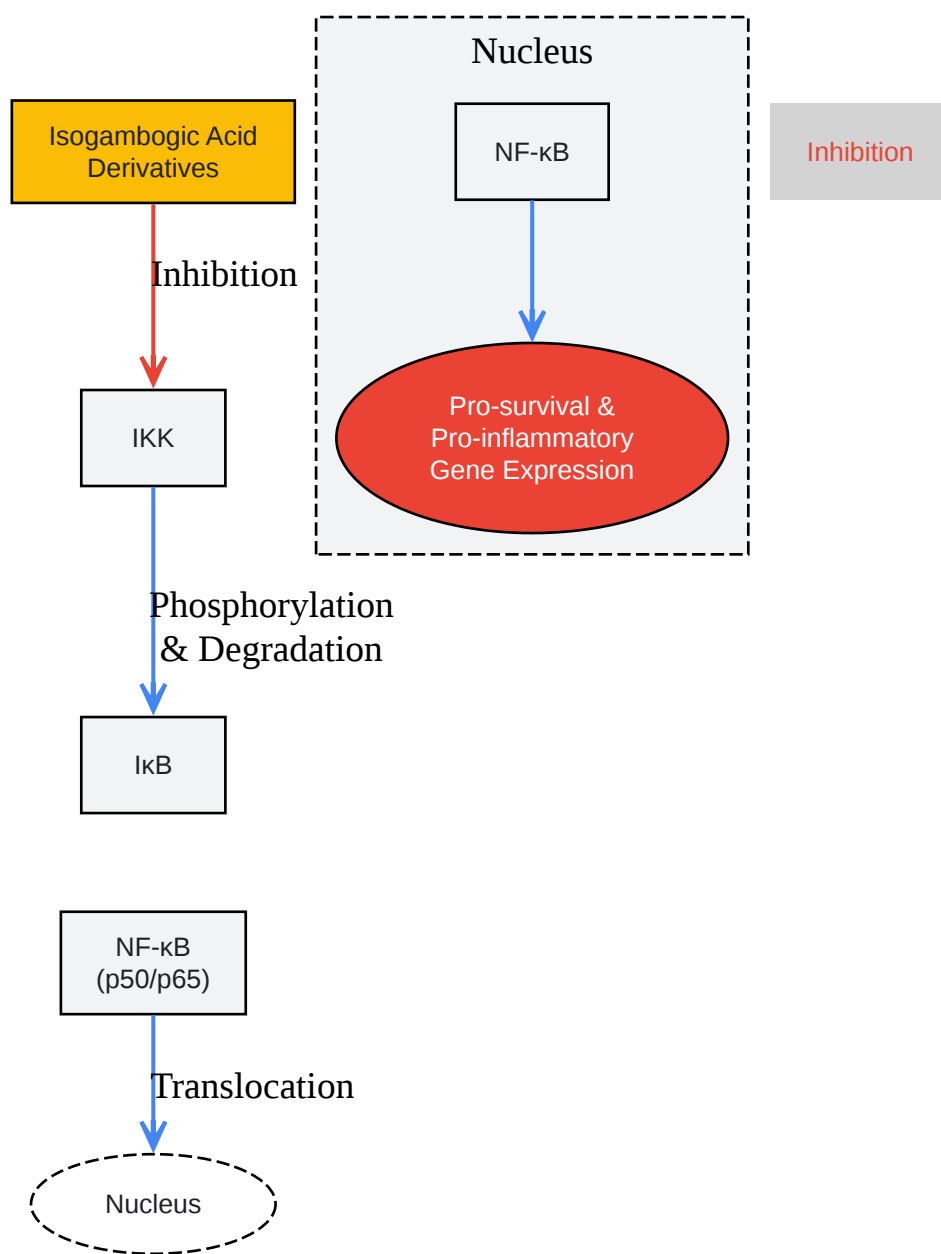 Nucleus
Isogambogic Acid
Derivatives
NF-κB
Inhibition
Inhibition
IKK
Pro-survival &
Pro-inflammatory
Gene Expression
Phosphorylation
& Degradation
IκB
NF-κB
(p50/p65)
Translocation
Nucleus